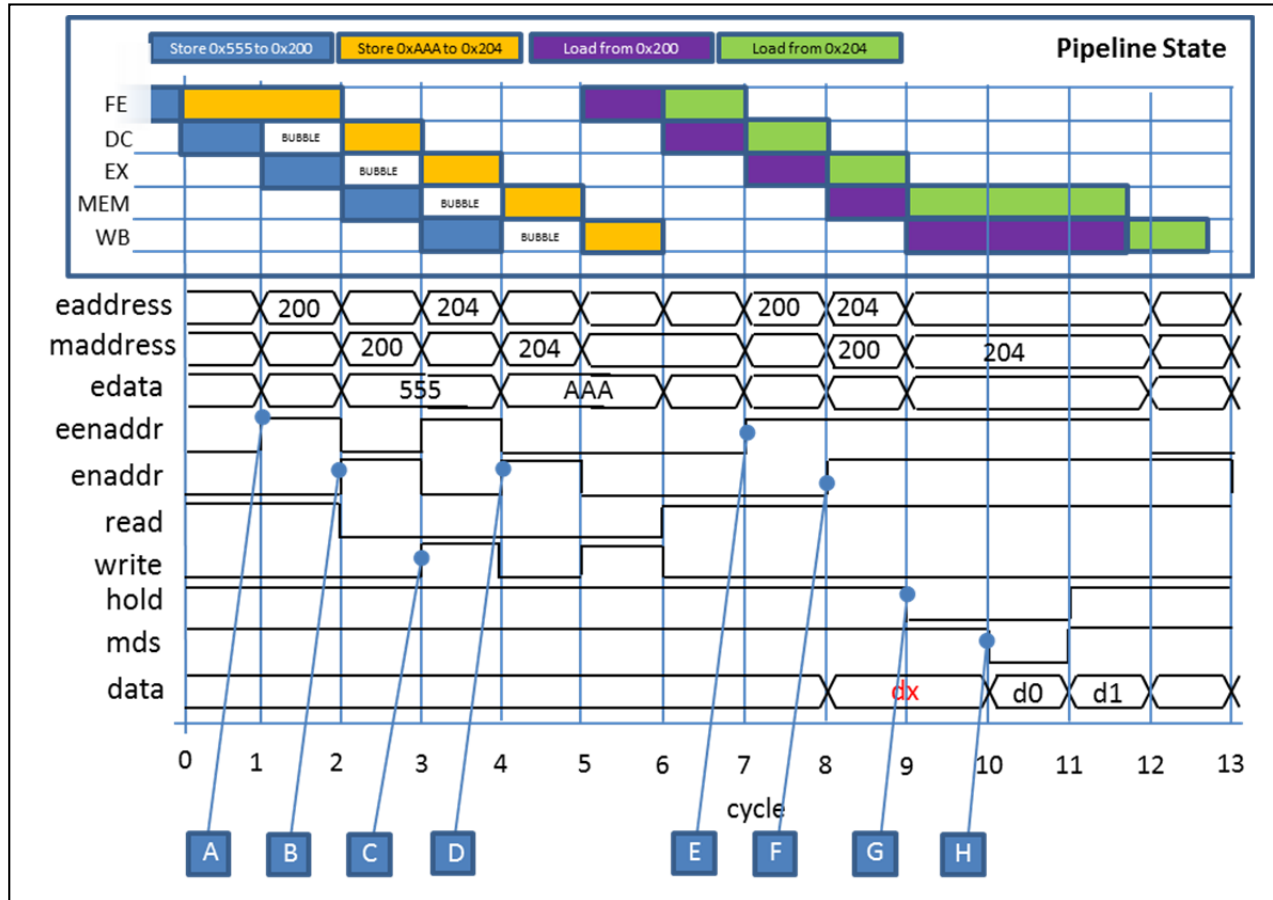 Store 0x555 to 0x200 Store 0xAAA to 0x204 Load from 0x200 Load from 0x204 Pipeline State
FE
DC BUBBLE
EX BUBBLE
MEM BUBBLE
WB BUBBLE
eaddress 200 204 200 204
maddress 200 204 200 204
edata 555 AAA
eenaddr
enaddr
read
write
hold
mds
data dx d0 d1
0 1 2 3 4 5 6 7 8 9 10 11 12 13
cycle
A B C D E F G H